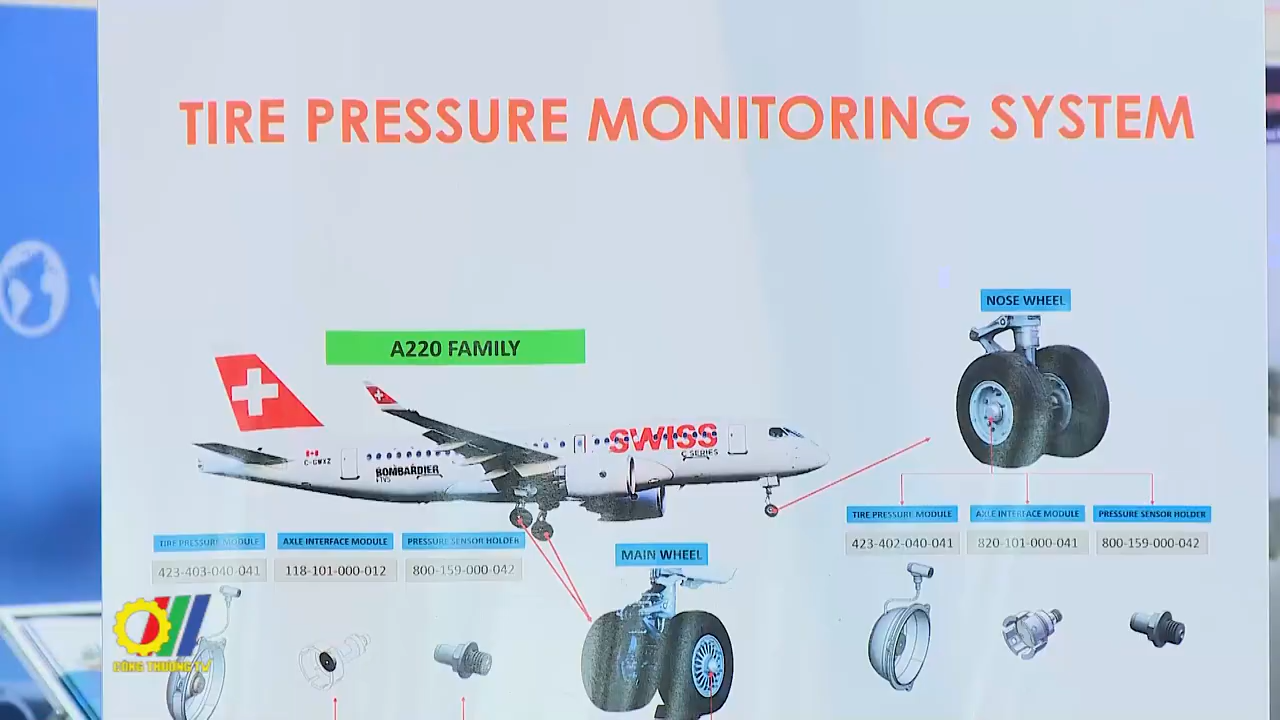 TIRE PRESSURE MONITORING SYSTEM
NOSE WHEEL
A220 FAMILY
SWISS
C SERIES
C-GWXZ
BOMBARDIER
FTV5
TIRE PRESSURE MODULE
AXLE INTERFACE MODULE
PRESSURE SENSOR HOLDER
423-402-040-041
820-101-000-041
800-159-000-042
TIRE PRESSURE MODULE
AXLE INTERFACE MODULE
PRESSURE SENSOR HOLDER
423-403-040-041
118-101-000-012
800-159-000-042
MAIN WHEEL
CÔNG THƯƠNG TV